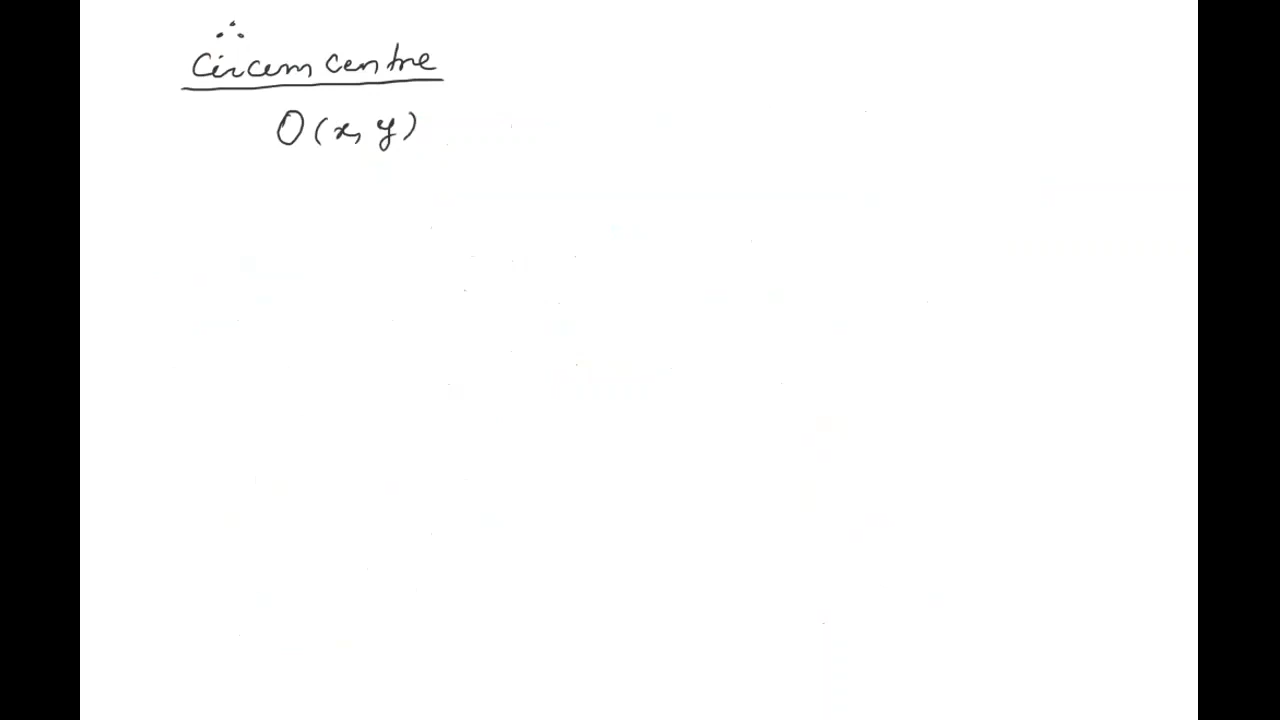 ∴
Circum centre
O(x, y)